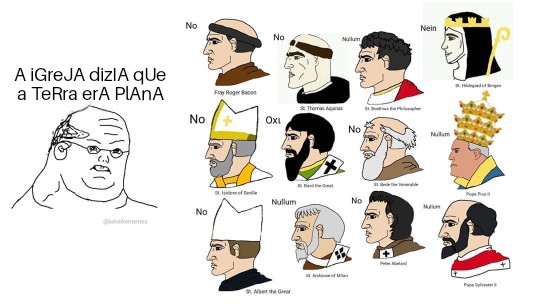 A iGreJA dizIA qUe
a TeRra erA PlAnA
@keislikememes
No
Fray Roger Bacon
No
St. Thomas Aquinas
Nullum
St. Boethius the Philosopher
Nein
St. Hildegard of Bingen
No
St. Isidore of Seville
Oxi
St. Basil the Great
No
St. Bede the Venerable
Nullum
Pope Pius II
No
St. Albert the Great
Nullum
St. Ambrose of Milan
No
Peter Abelard
Nullum
Pope Sylvester II